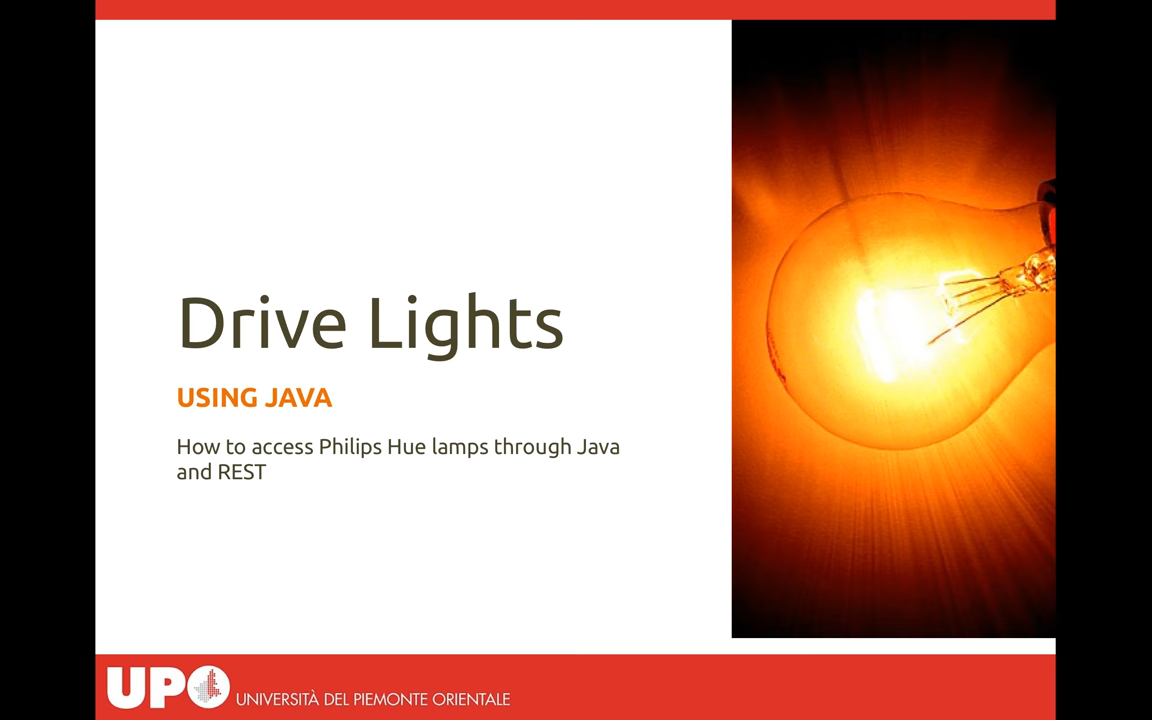 Drive Lights
USING JAVA
How to access Philips Hue lamps through Java
and REST
UPO UNIVERSITÀ DEL PIEMONTE ORIENTALE